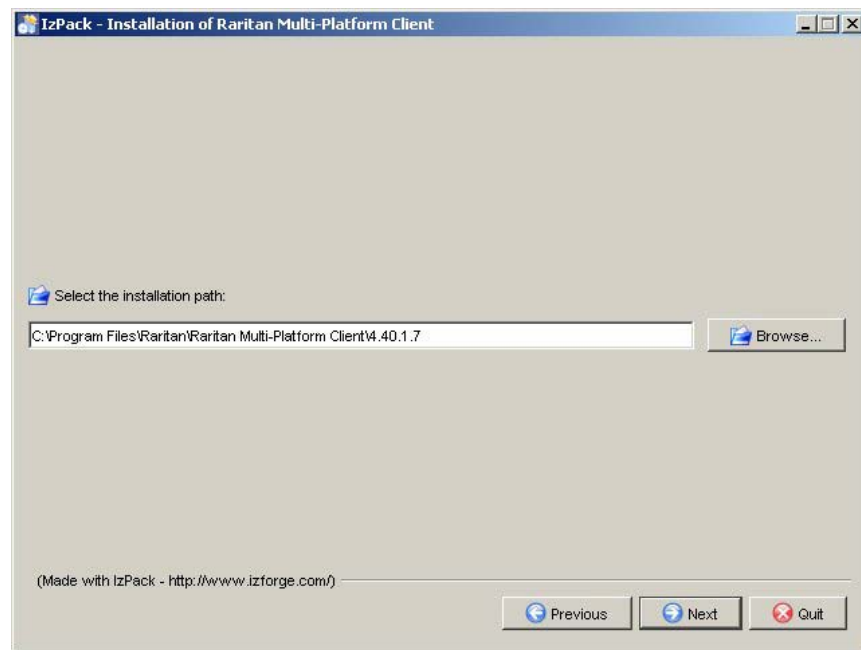 IzPack - Installation of Raritan Multi-Platform Client
Select the installation path:
C:\Program Files\Raritan\Raritan Multi-Platform Client\4.40.1.7
Browse...
(Made with IzPack - http://www.izforge.com/)
Previous
Next
Quit